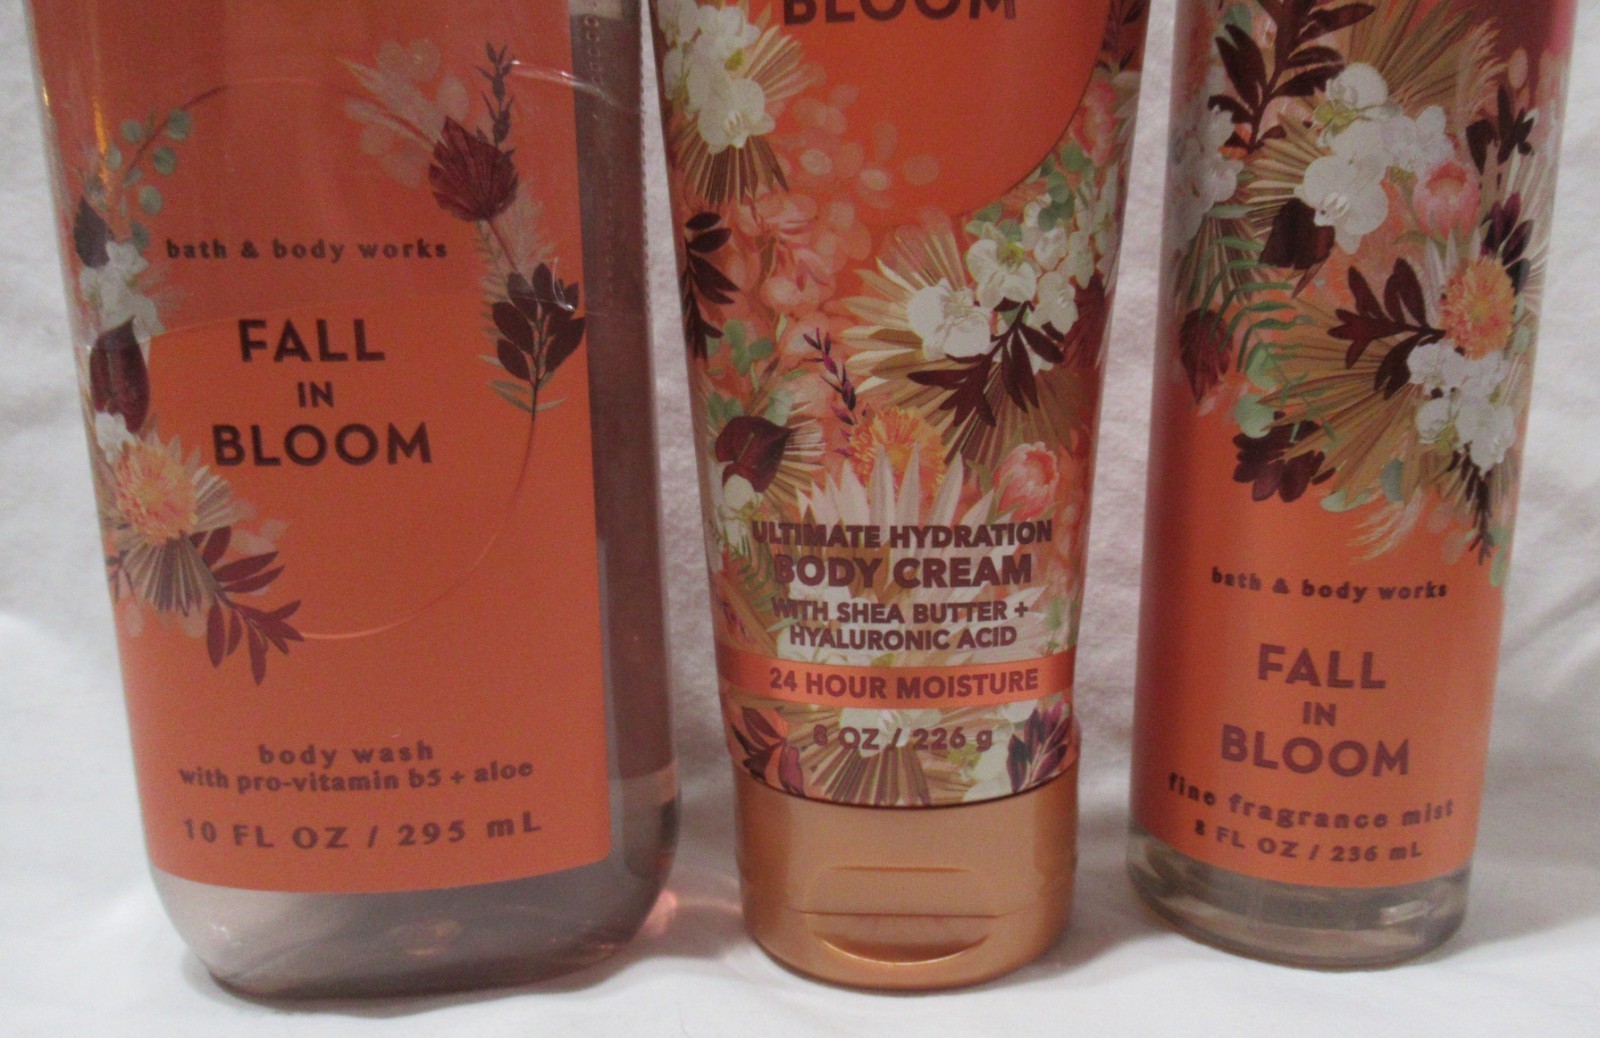 bath & body works
FALL
IN
BLOOM
body wash
with pro-vitamin b5 + aloe
10 FL OZ / 295 mL
BLOOM
ULTIMATE HYDRATION
BODY CREAM
WITH SHEA BUTTER +
HYALURONIC ACID
24 HOUR MOISTURE
8 OZ / 226 g
bath & body works
FALL
IN
BLOOM
fine fragrance mist
8 FL OZ / 236 mL